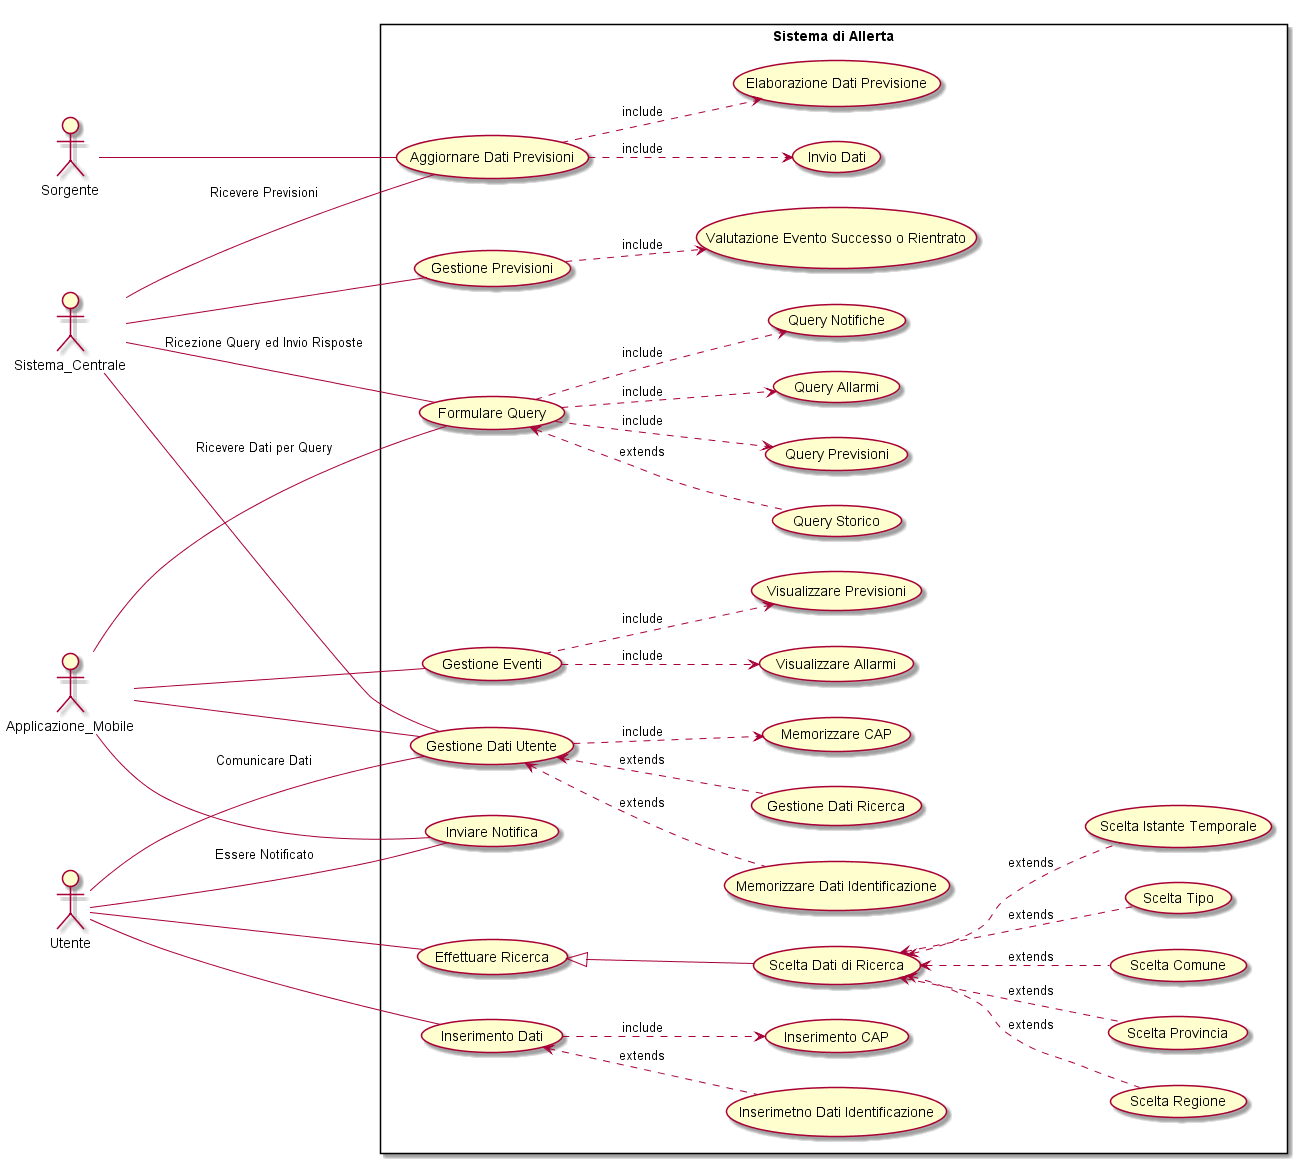 Sistema di Allerta
Elaborazione Dati Previsione
include
Sorgente
Aggiornare Dati Previsioni
include
Invio Dati
Ricevere Previsioni
Valutazione Evento Successo o Rientrato
include
Gestione Previsioni
Sistema_Centrale
Ricezione Query ed Invio Risposte
Query Notifiche
include
Query Allarmi
include
Formulare Query
include
Query Previsioni
Ricevere Dati per Query
extends
Query Storico
Visualizzare Previsioni
include
Gestione Eventi
include
Visualizzare Allarmi
Applicazione_Mobile
Gestione Dati Utente
include
Memorizzare CAP
Comunicare Dati
extends
Gestione Dati Ricerca
extends
Inviare Notifica
Scelta Istante Temporale
Essere Notificato
extends
Memorizzare Dati Identificazione
Scelta Tipo
extends
Utente
Effettuare Ricerca
Scelta Dati di Ricerca
extends
Scelta Comune
extends
Scelta Provincia
extends
Inserimento Dati
include
Inserimento CAP
extends
Scelta Regione
Inserimetno Dati Identificazione